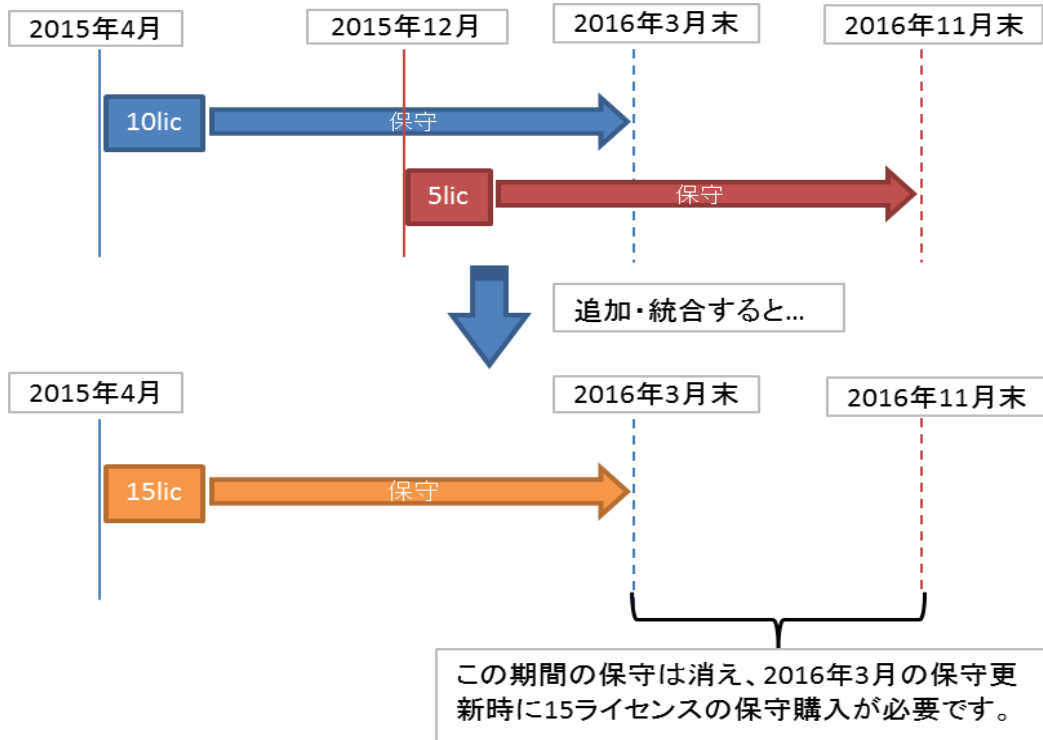 2015年4月
2015年12月
2016年3月末
2016年11月末
10lic
保守
5lic
保守
追加・統合すると…
2015年4月
2016年3月末
2016年11月末
15lic
保守
この期間の保守は消え、2016年3月の保守更
新時に15ライセンスの保守購入が必要です。